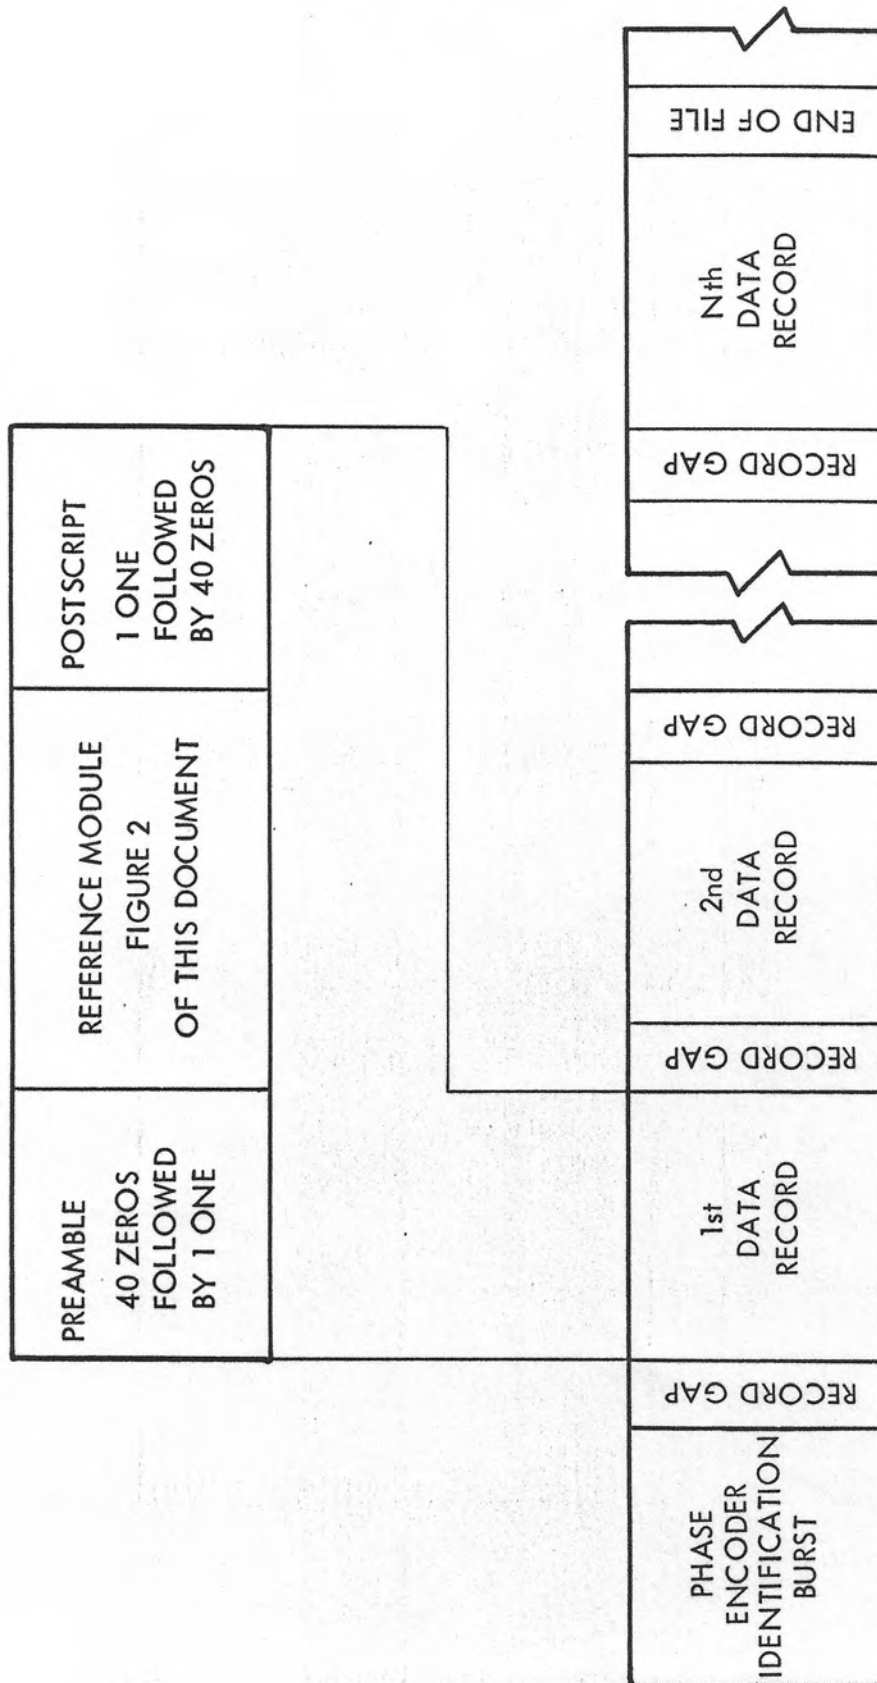 PREAMBLE
40 ZEROS
FOLLOWED
BY 1 ONE
REFERENCE MODULE
FIGURE 2
OF THIS DOCUMENT
POSTSCRIPT
1 ONE
FOLLOWED
BY 40 ZEROS
PHASE
ENCODER
IDENTIFICATION
BURST
RECORD GAP
1st
DATA
RECORD
RECORD GAP
2nd
DATA
RECORD
RECORD GAP
RECORD GAP
Nth
DATA
RECORD
END OF FILE